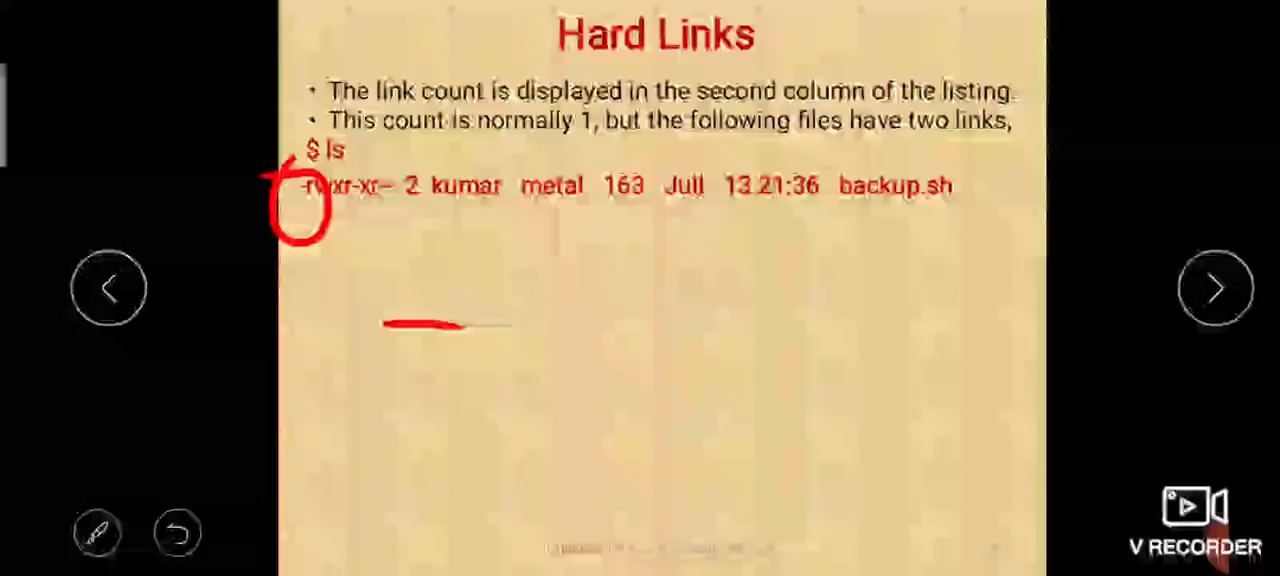 Hard Links
• The link count is displayed in the second column of the listing.
• This count is normally 1, but the following files have two links,
$ ls
-rwxr-xr-- 2 kumar metal 163 Jull 13 21:36 backup.sh
V RECORDER